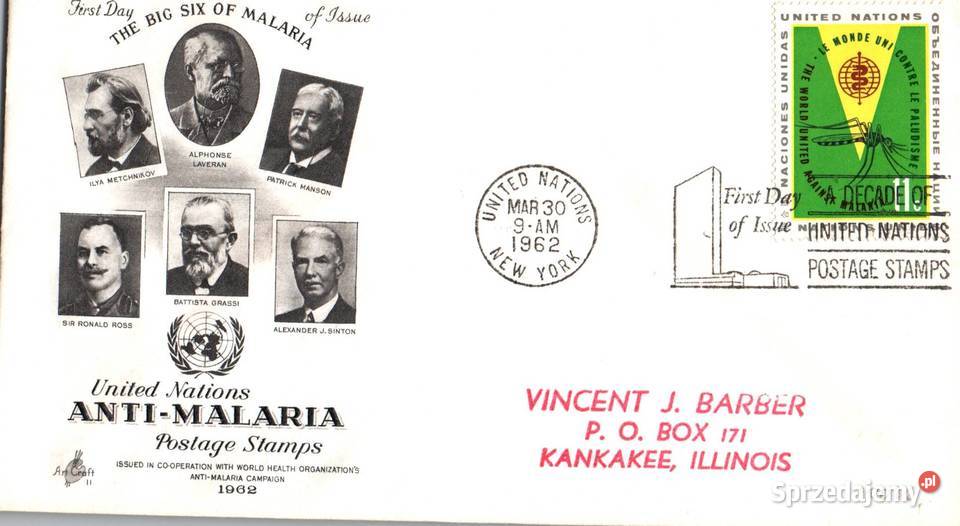 First Day of Issue
THE BIG SIX OF MALARIA
ILYA METCHNIKOV
ALPHONSE
LAVERAN
PATRICK MANSON
SIR RONALD ROSS
BATTISTA GRASSI
ALEXANDER J. SINTON
United Nations
ANTI-MALARIA
Postage Stamps
ISSUED IN CO-OPERATION WITH WORLD HEALTH ORGANIZATION'S
ANTI-MALARIA CAMPAIGN
1962
Art Craft
UNITED NATIONS
MAR 30
9-AM
1962
NEW YORK
First Day
of Issue
A DECADE OF
UNITED NATIONS
POSTAGE STAMPS
UNITED NATIONS
NACIONES UNIDAS
ОБЪЕДИНЕННЫЕ НАЦИИ
NATIONS UNIES
LE MONDE UNI CONTRE LE PALUDISME
THE WORLD UNITED AGAINST MALARIA
11c
VINCENT J. BARBER
P. O. BOX 171
KANKAKEE, ILLINOIS
Sprzedajemy.pl